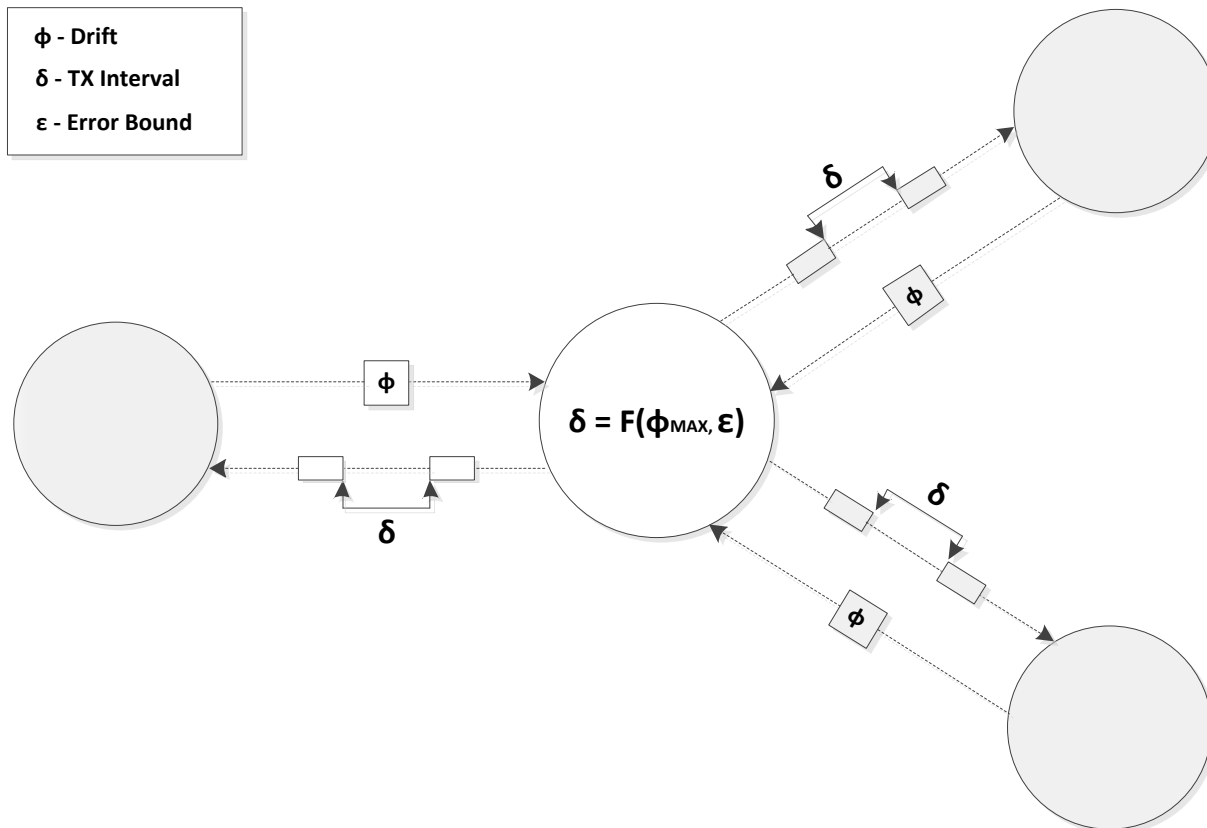 ϕ - Drift
δ - TX Interval
ε - Error Bound
δ
ϕ
ϕ
δ = F(ϕMAX, ε)
δ
δ
ϕ